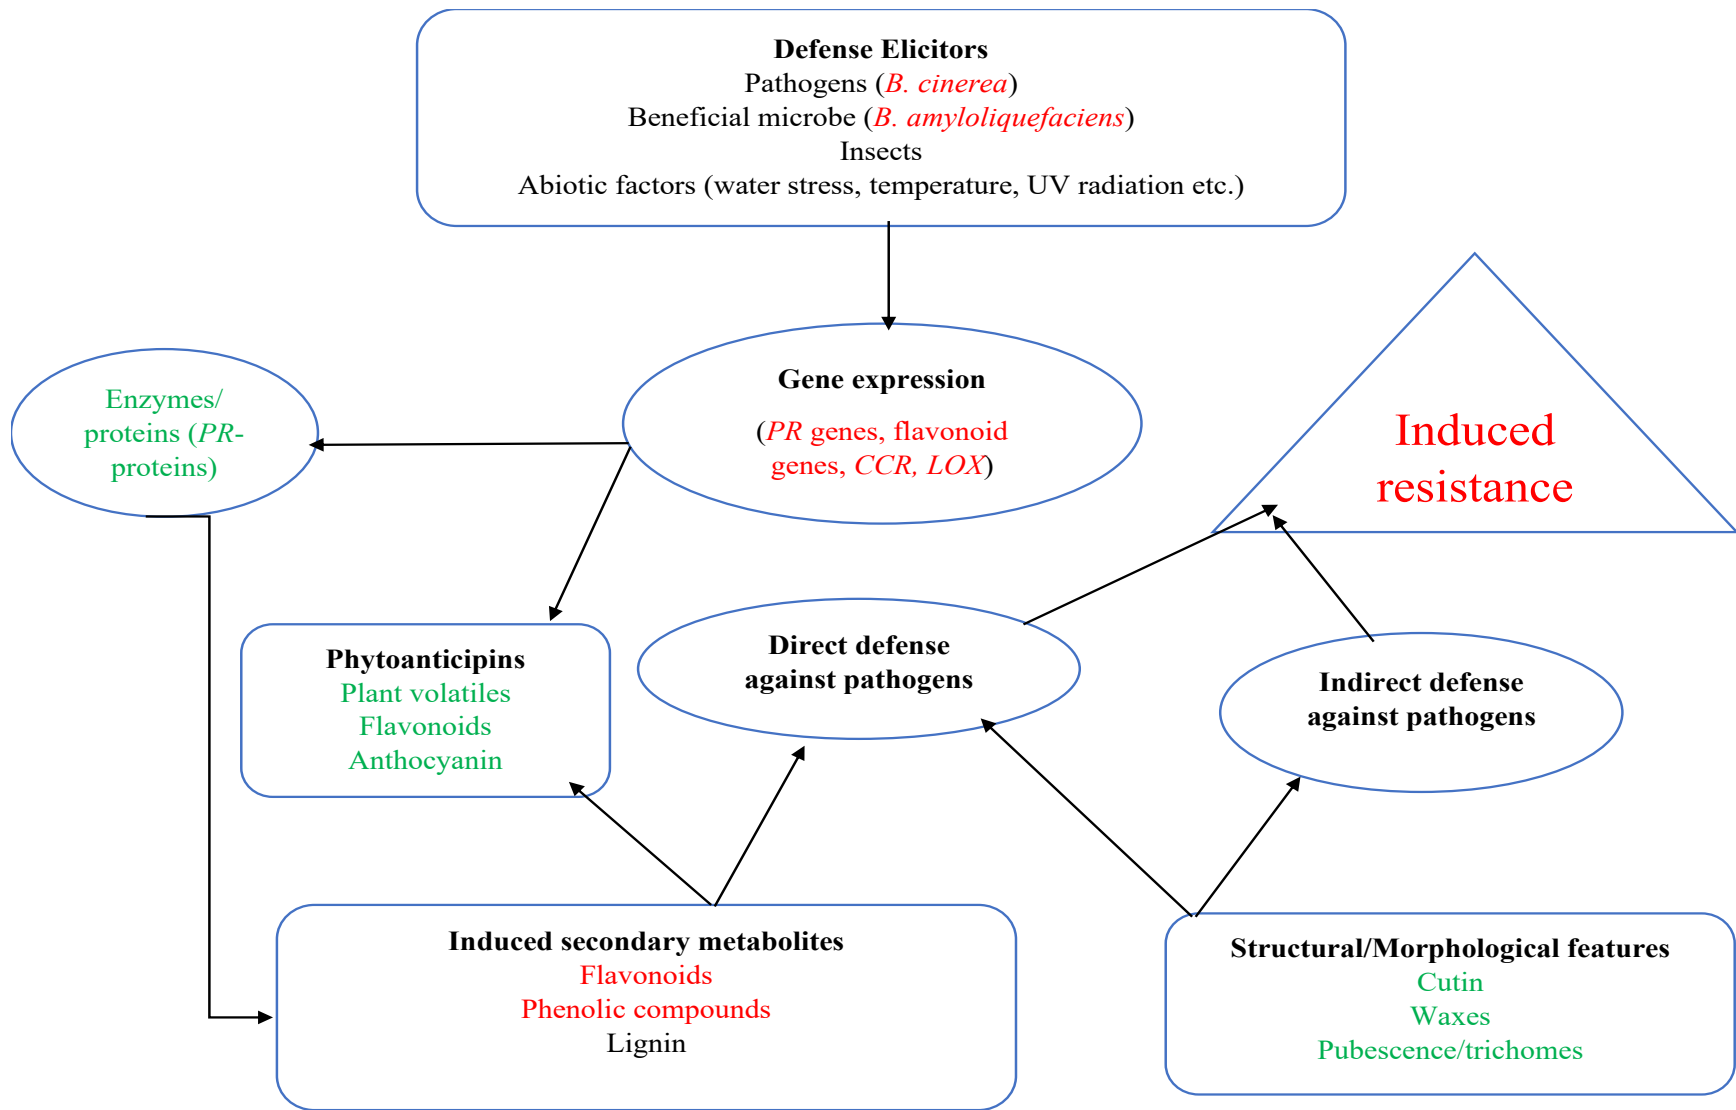 Defense Elicitors
Pathogens (B. cinerea)
Beneficial microbe (B. amyloliquefaciens)
Insects
Abiotic factors (water stress, temperature, UV radiation etc.)
Gene expression
(PR genes, flavonoid
genes, CCR, LOX)
Enzymes/
proteins (PR-
proteins)
Induced
resistance
Phytoanticipins
Plant volatiles
Flavonoids
Anthocyanin
Direct defense
against pathogens
Indirect defense
against pathogens
Induced secondary metabolites
Flavonoids
Phenolic compounds
Lignin
Structural/Morphological features
Cutin
Waxes
Pubescence/trichomes